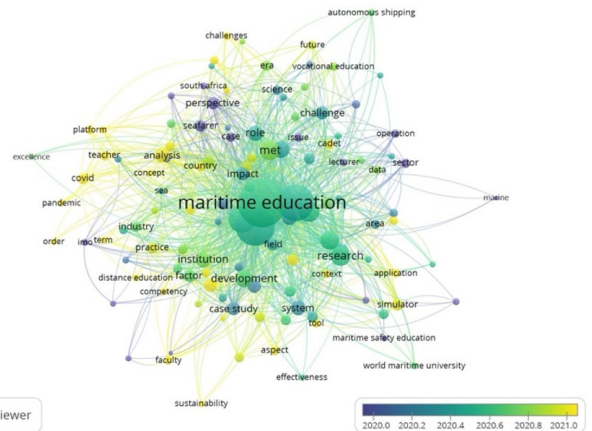 autonomous shipping
challenges
future
era
vocational education
south africa
science
perspective
challenge
seafarer
case
role
issue
operation
platform
cadet
met
excellence
teacher
analysis
lecturer
sector
country
data
concept
impact
covid
sea
marine
pandemic
maritime education
industry
area
order
imo
term
practice
field
institution
research
distance education
factor
development
context
application
competency
case study
system
simulator
tool
maritime safety education
aspect
faculty
world maritime university
effectiveness
sustainability
iewer
2020.0 2020.2 2020.4 2020.6 2020.8 2021.0